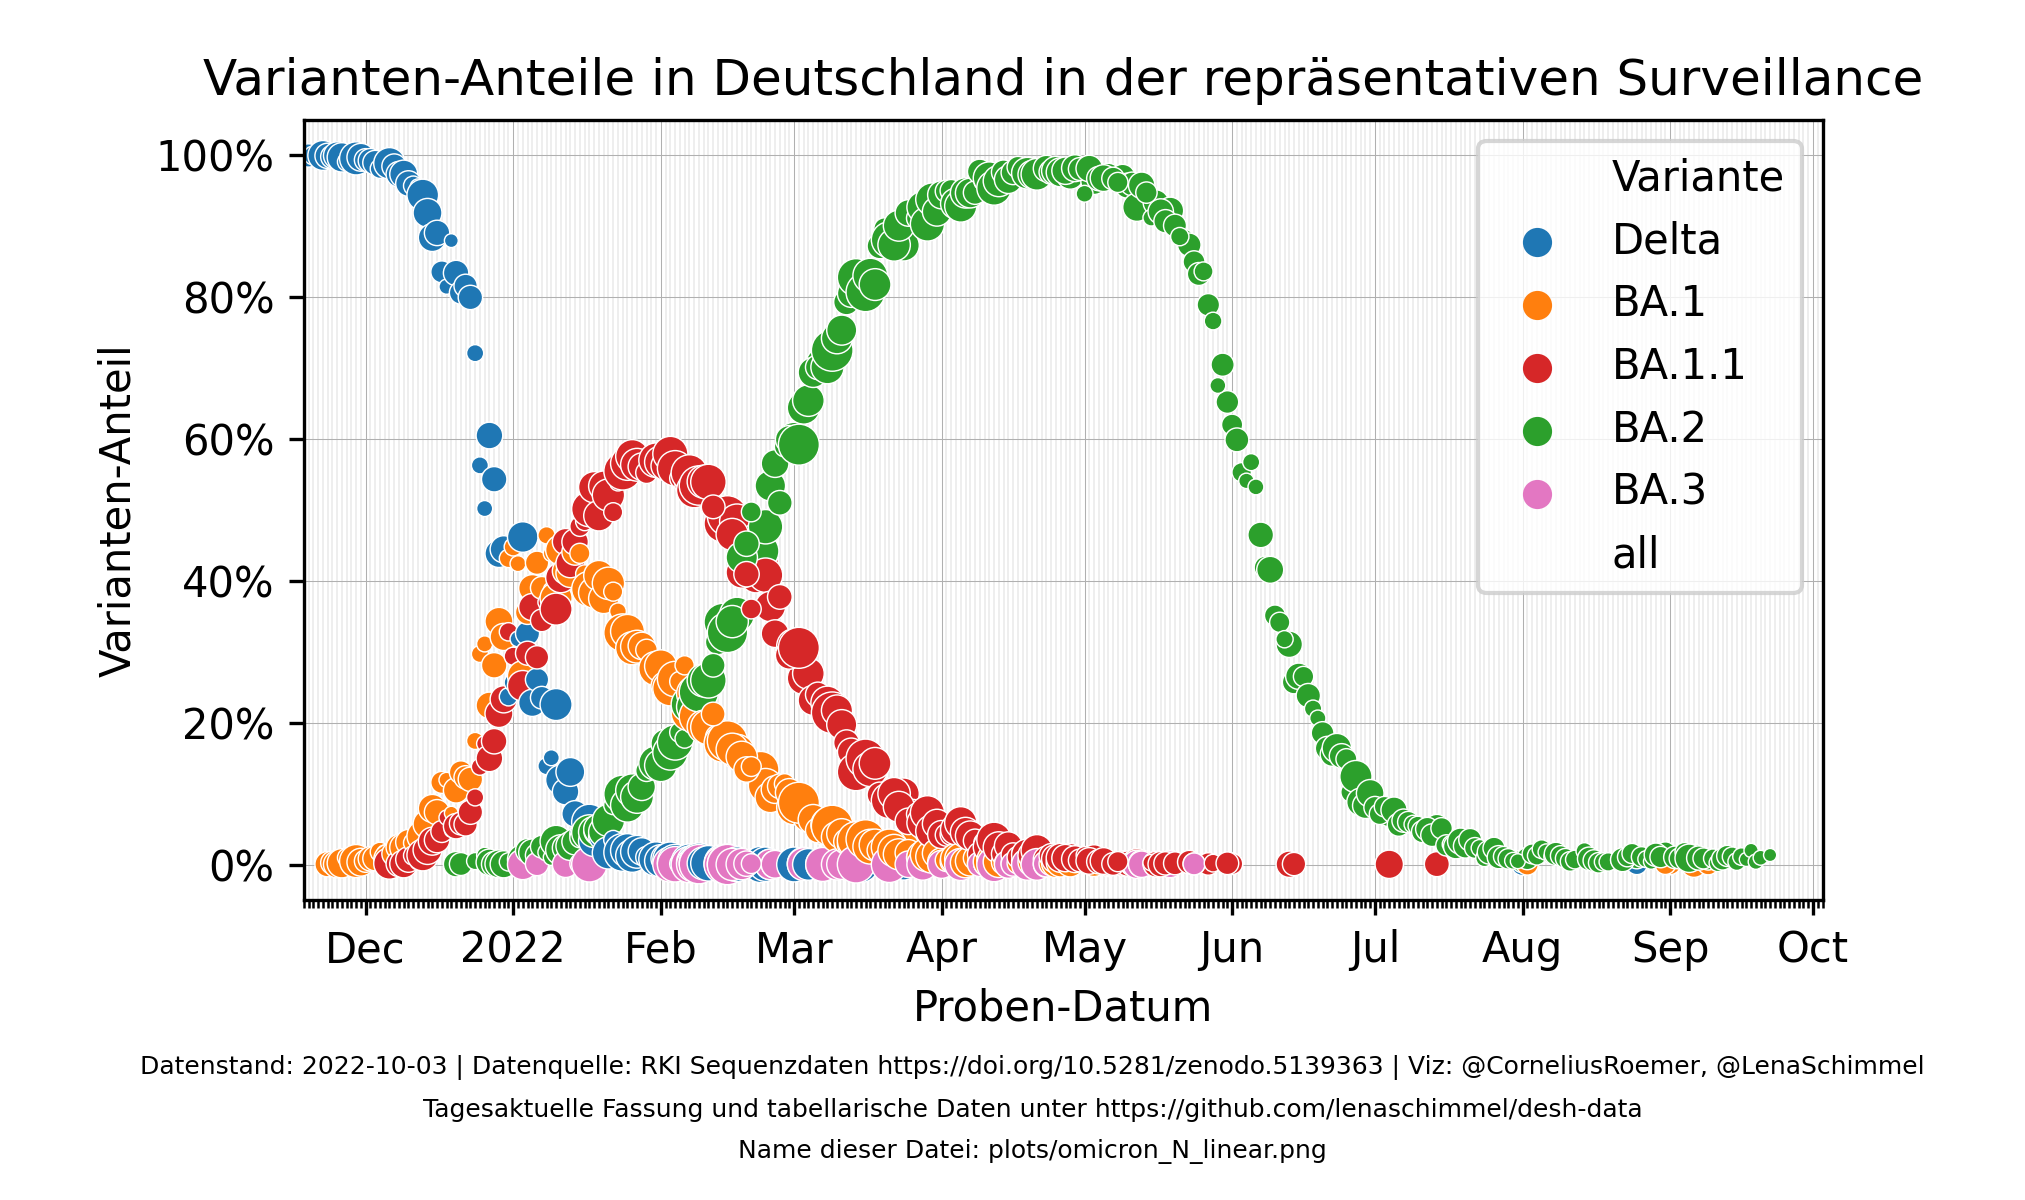 Varianten-Anteile in Deutschland in der repräsentativen Surveillance
Varianten-Anteil
100%
80%
60%
40%
20%
0%
Variante
Delta
BA.1
BA.1.1
BA.2
BA.3
all
Dec 2022 Feb Mar Apr May Jun Jul Aug Sep Oct
Proben-Datum
Datenstand: 2022-10-03 | Datenquelle: RKI Sequenzdaten https://doi.org/10.5281/zenodo.5139363 | Viz: @CorneliusRoemer, @LenaSchimmel
Tagesaktuelle Fassung und tabellarische Daten unter https://github.com/lenaschimmel/desh-data
Name dieser Datei: plots/omicron_N_linear.png